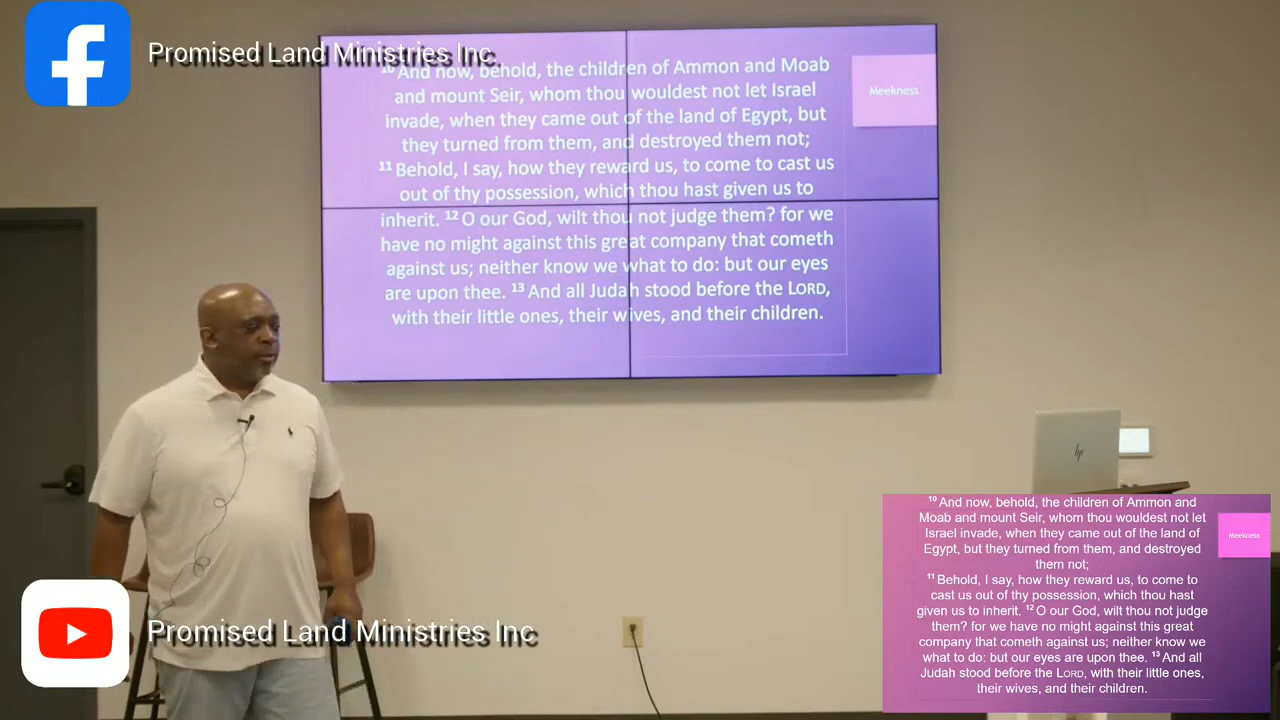 Promised Land Ministries Inc.
10 And now, behold, the children of Ammon and Moab
and mount Seir, whom thou wouldest not let Israel
invade, when they came out of the land of Egypt, but
they turned from them, and destroyed them not;
11 Behold, I say, how they reward us, to come to cast us
out of thy possession, which thou hast given us to
inherit. 12 O our God, wilt thou not judge them? for we
have no might against this great company that cometh
against us; neither know we what to do: but our eyes
are upon thee. 13 And all Judah stood before the LORD,
with their little ones, their wives, and their children.
Meekness
hp
10 And now, behold, the children of Ammon and
Moab and mount Seir, whom thou wouldest not let
Israel invade, when they came out of the land of
Egypt, but they turned from them, and destroyed
them not;
11 Behold, I say, how they reward us, to come to
cast us out of thy possession, which thou hast
given us to inherit. 12 O our God, wilt thou not judge
them? for we have no might against this great
company that cometh against us; neither know we
what to do: but our eyes are upon thee. 13 And all
Judah stood before the LORD, with their little ones,
their wives, and their children.
Meekness
Promised Land Ministries Inc